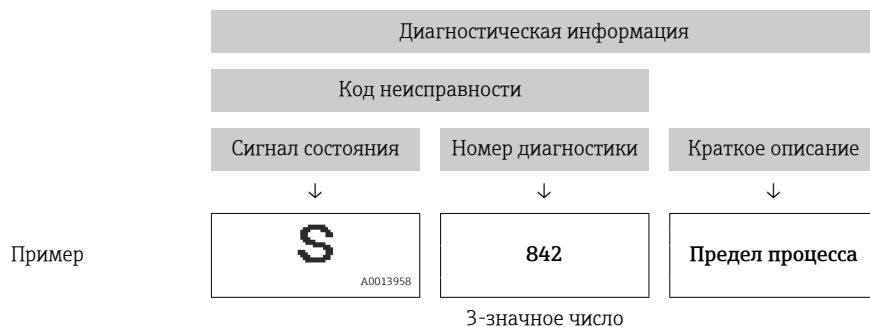 Диагностическая информация
Код неисправности
Сигнал состояния Номер диагностики Краткое описание
↓ ↓ ↓
Пример S 842 Предел процесса
A0013958
3-значное число